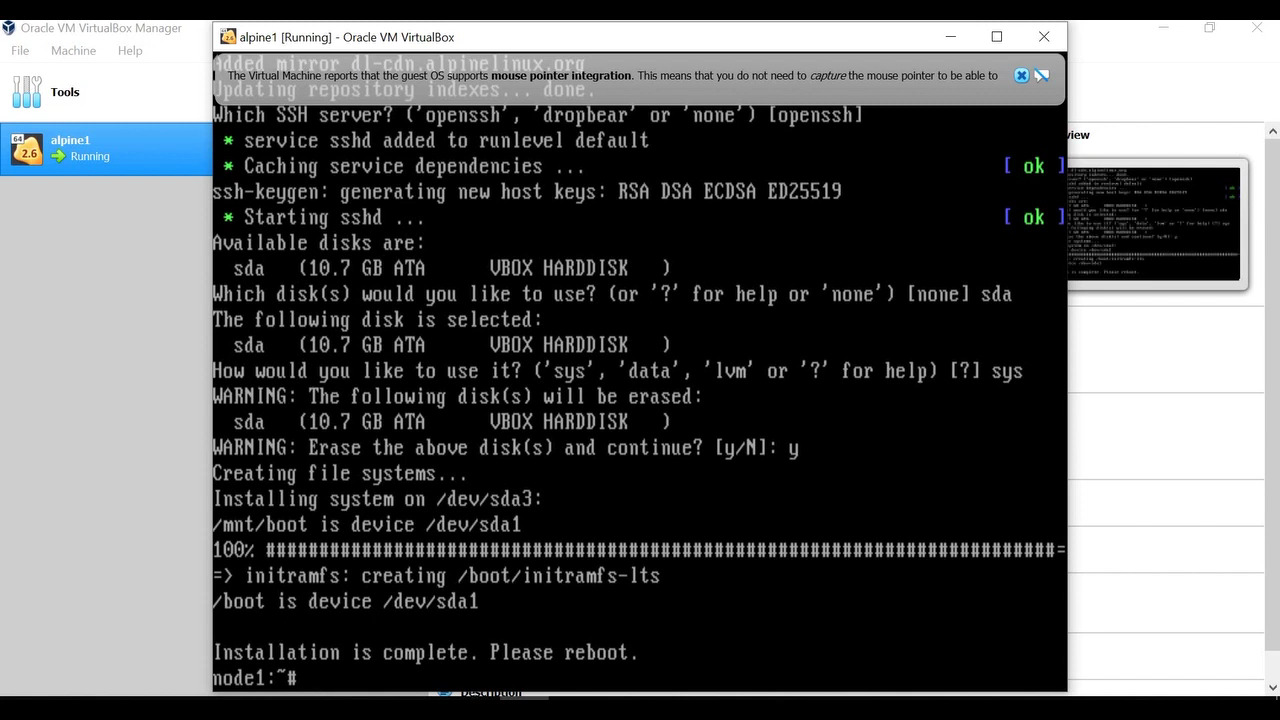 Oracle VM VirtualBox Manager
File Machine Help
Tools
64
2.6
alpine1
Running
alpine1 [Running] - Oracle VM VirtualBox
Added mirror dl-cdn.alpinelinux.org
The Virtual Machine reports that the guest OS supports mouse pointer integration. This means that you do not need to capture the mouse pointer to be able to
Updating repository indexes... done.
Which SSH server? ('openssh', 'dropbear' or 'none') [openssh]
* service sshd added to runlevel default
* Caching service dependencies ... [ ok ]
ssh-keygen: generating new host keys: RSA DSA ECDSA ED25519
* Starting sshd ... [ ok ]
Available disks are:
sda (10.7 GB ATA VBOX HARDDISK )
Which disk(s) would you like to use? (or '?' for help or 'none') [none] sda
The following disk is selected:
sda (10.7 GB ATA VBOX HARDDISK )
How would you like to use it? ('sys', 'data', 'lvm' or '?' for help) [?] sys
WARNING: The following disk(s) will be erased:
sda (10.7 GB ATA VBOX HARDDISK )
WARNING: Erase the above disk(s) and continue? [y/N]: y
Creating file systems...
Installing system on /dev/sda3:
/mnt/boot is device /dev/sda1
100% ##########################################################################=
=> initramfs: creating /boot/initramfs-lts
/boot is device /dev/sda1
Installation is complete. Please reboot.
node1:~#
view
Description